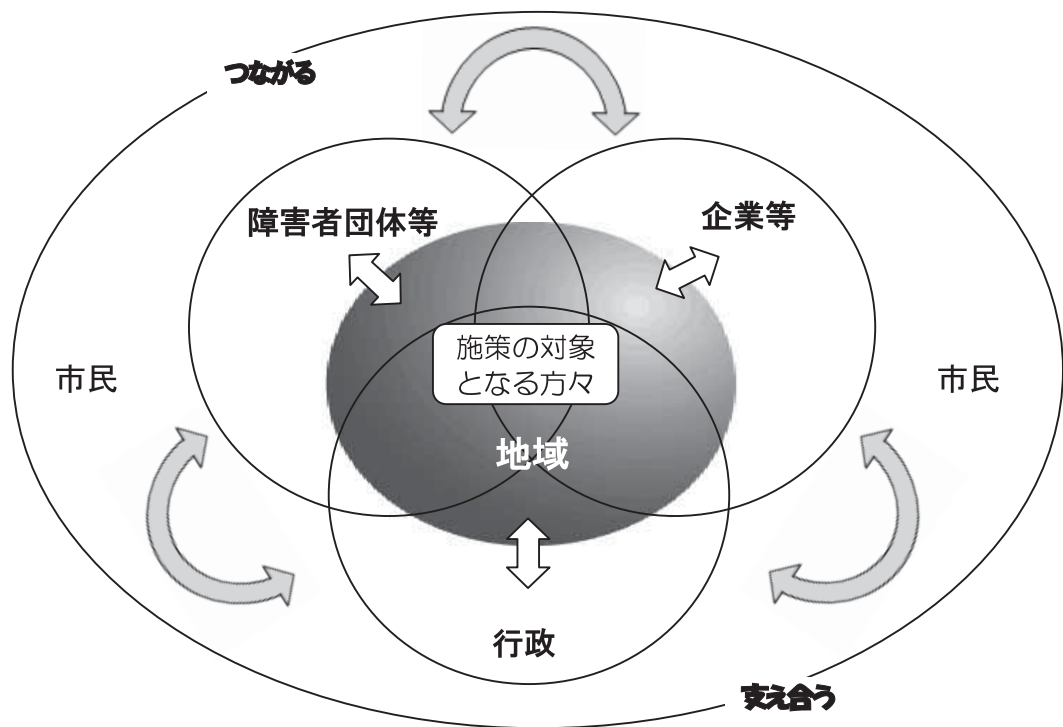 つながる
障害者団体等
企業等
施策の対象
となる方々
市民
市民
地域
行政
支え合う